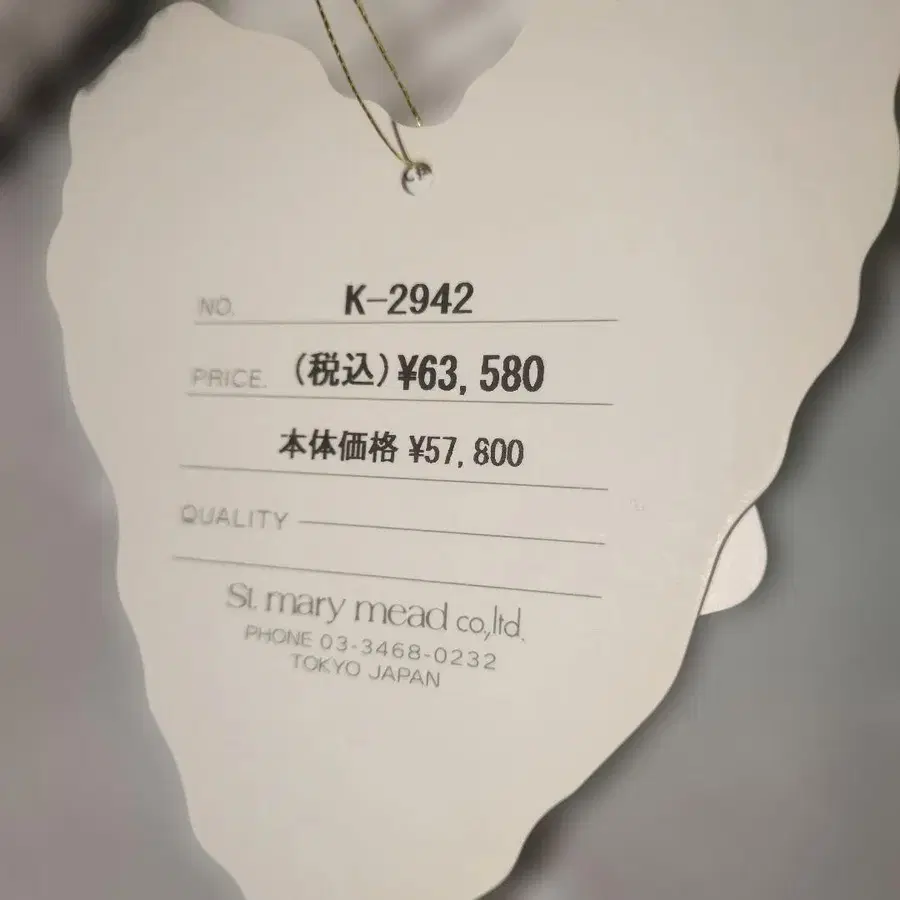 NO. K-2942
PRICE. (税込)¥63,580
本体価格 ¥57,800
QUALITY
St. mary mead co.,ltd.
PHONE 03-3468-0232
TOKYO JAPAN